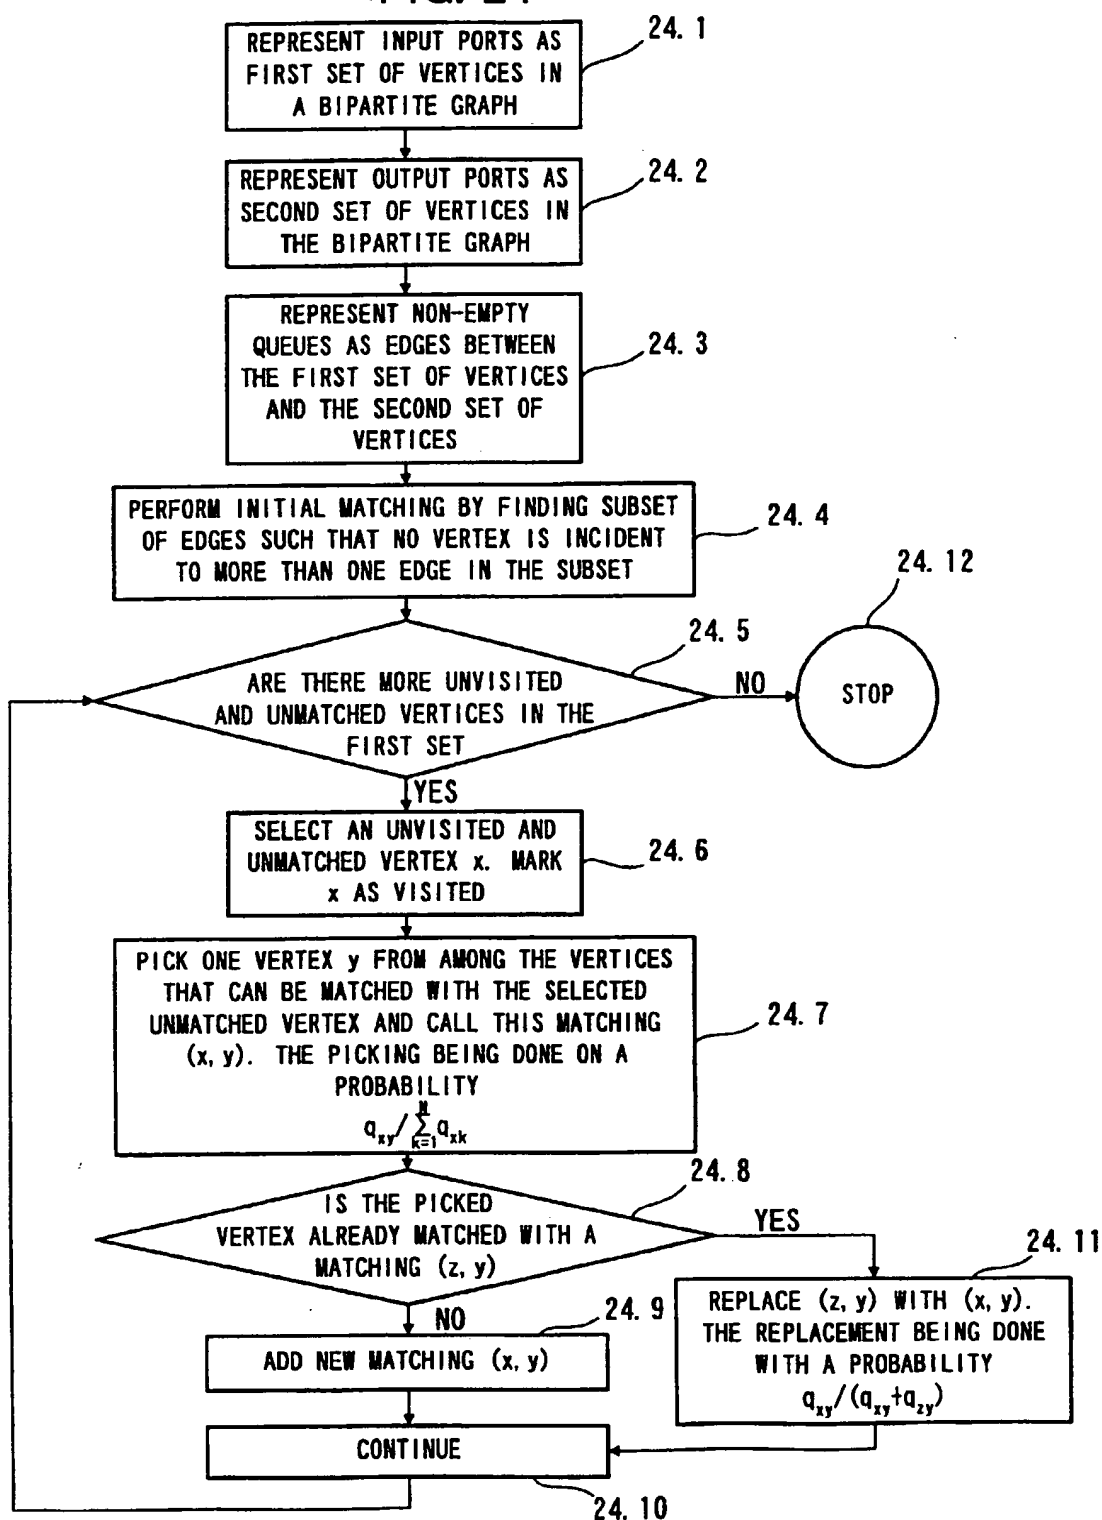 24. 1
REPRESENT INPUT PORTS AS
FIRST SET OF VERTICES IN
A BIPARTITE GRAPH
24. 2
REPRESENT OUTPUT PORTS AS
SECOND SET OF VERTICES IN
THE BIPARTITE GRAPH
24. 3
REPRESENT NON-EMPTY
QUEUES AS EDGES BETWEEN
THE FIRST SET OF VERTICES
AND THE SECOND SET OF
VERTICES
24. 4
PERFORM INITIAL MATCHING BY FINDING SUBSET
OF EDGES SUCH THAT NO VERTEX IS INCIDENT
TO MORE THAN ONE EDGE IN THE SUBSET
24. 12
STOP
24. 5
ARE THERE MORE UNVISITED
AND UNMATCHED VERTICES IN THE
FIRST SET
NO
YES
24. 6
SELECT AN UNVISITED AND
UNMATCHED VERTEX x. MARK
x AS VISITED
24. 7
PICK ONE VERTEX y FROM AMONG THE VERTICES
THAT CAN BE MATCHED WITH THE SELECTED
UNMATCHED VERTEX AND CALL THIS MATCHING
(x, y). THE PICKING BEING DONE ON A
PROBABILITY
q_xy / ∑_{k=1}^{N} q_xk
24. 8
IS THE PICKED
VERTEX ALREADY MATCHED WITH A
MATCHING (z, y)
YES
NO
24. 11
REPLACE (z, y) WITH (x, y).
THE REPLACEMENT BEING DONE
WITH A PROBABILITY
q_xy/(q_xy+q_zy)
24. 9
ADD NEW MATCHING (x, y)
CONTINUE
24. 10